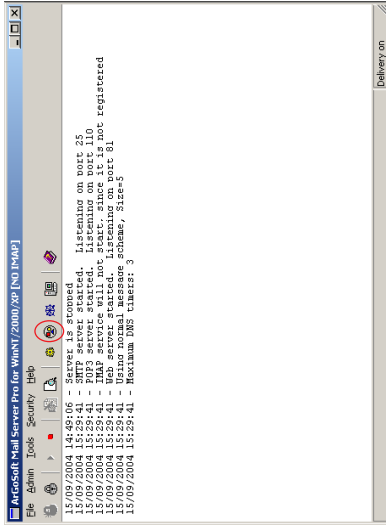 ArGoSoft Mail Server Pro for WinNT/2000/XP [NO IMAP]
File Admin Tools Security Help
15/09/2004 14:49:06 - Server is stopped
15/09/2004 15:29:41 - SMTP server started. Listening on port 25
15/09/2004 15:29:41 - POP3 server started. Listening on port 110
15/09/2004 15:29:41 - IMAP service will not start, since it is not registered
15/09/2004 15:29:41 - Web server started. Listening on port 81
15/09/2004 15:29:41 - Using normal message scheme, Size=5
15/09/2004 15:29:41 - Maximum DNS timers: 3
Delivery on